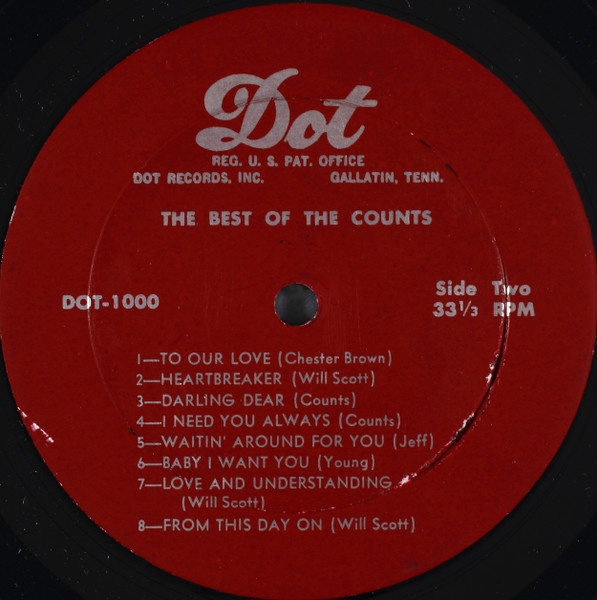 Dot
REG. U. S. PAT. OFFICE
DOT RECORDS, INC. GALLATIN, TENN.
THE BEST OF THE COUNTS
DOT-1000
Side Two
33 1/3 RPM
1—TO OUR LOVE (Chester Brown)
2—HEARTBREAKER (Will Scott)
3—DARLING DEAR (Counts)
4—I NEED YOU ALWAYS (Counts)
5—WAITIN' AROUND FOR YOU (Jeff)
6—BABY I WANT YOU (Young)
7—LOVE AND UNDERSTANDING
(Will Scott)
8—FROM THIS DAY ON (Will Scott)